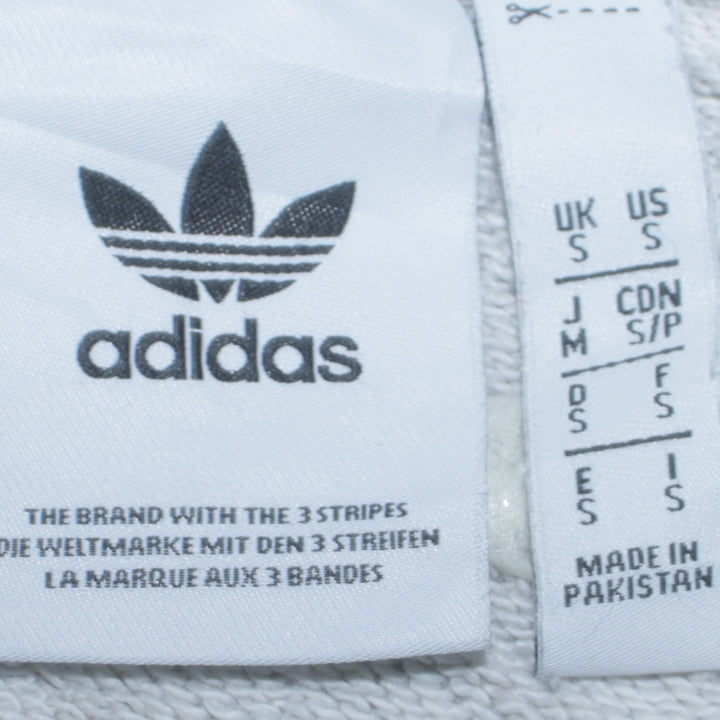 adidas
THE BRAND WITH THE 3 STRIPES
DIE WELTMARKE MIT DEN 3 STREIFEN
LA MARQUE AUX 3 BANDES
UK US
S S
J CDN
M S/P
D F
S S
E I
S S
MADE IN
PAKISTAN